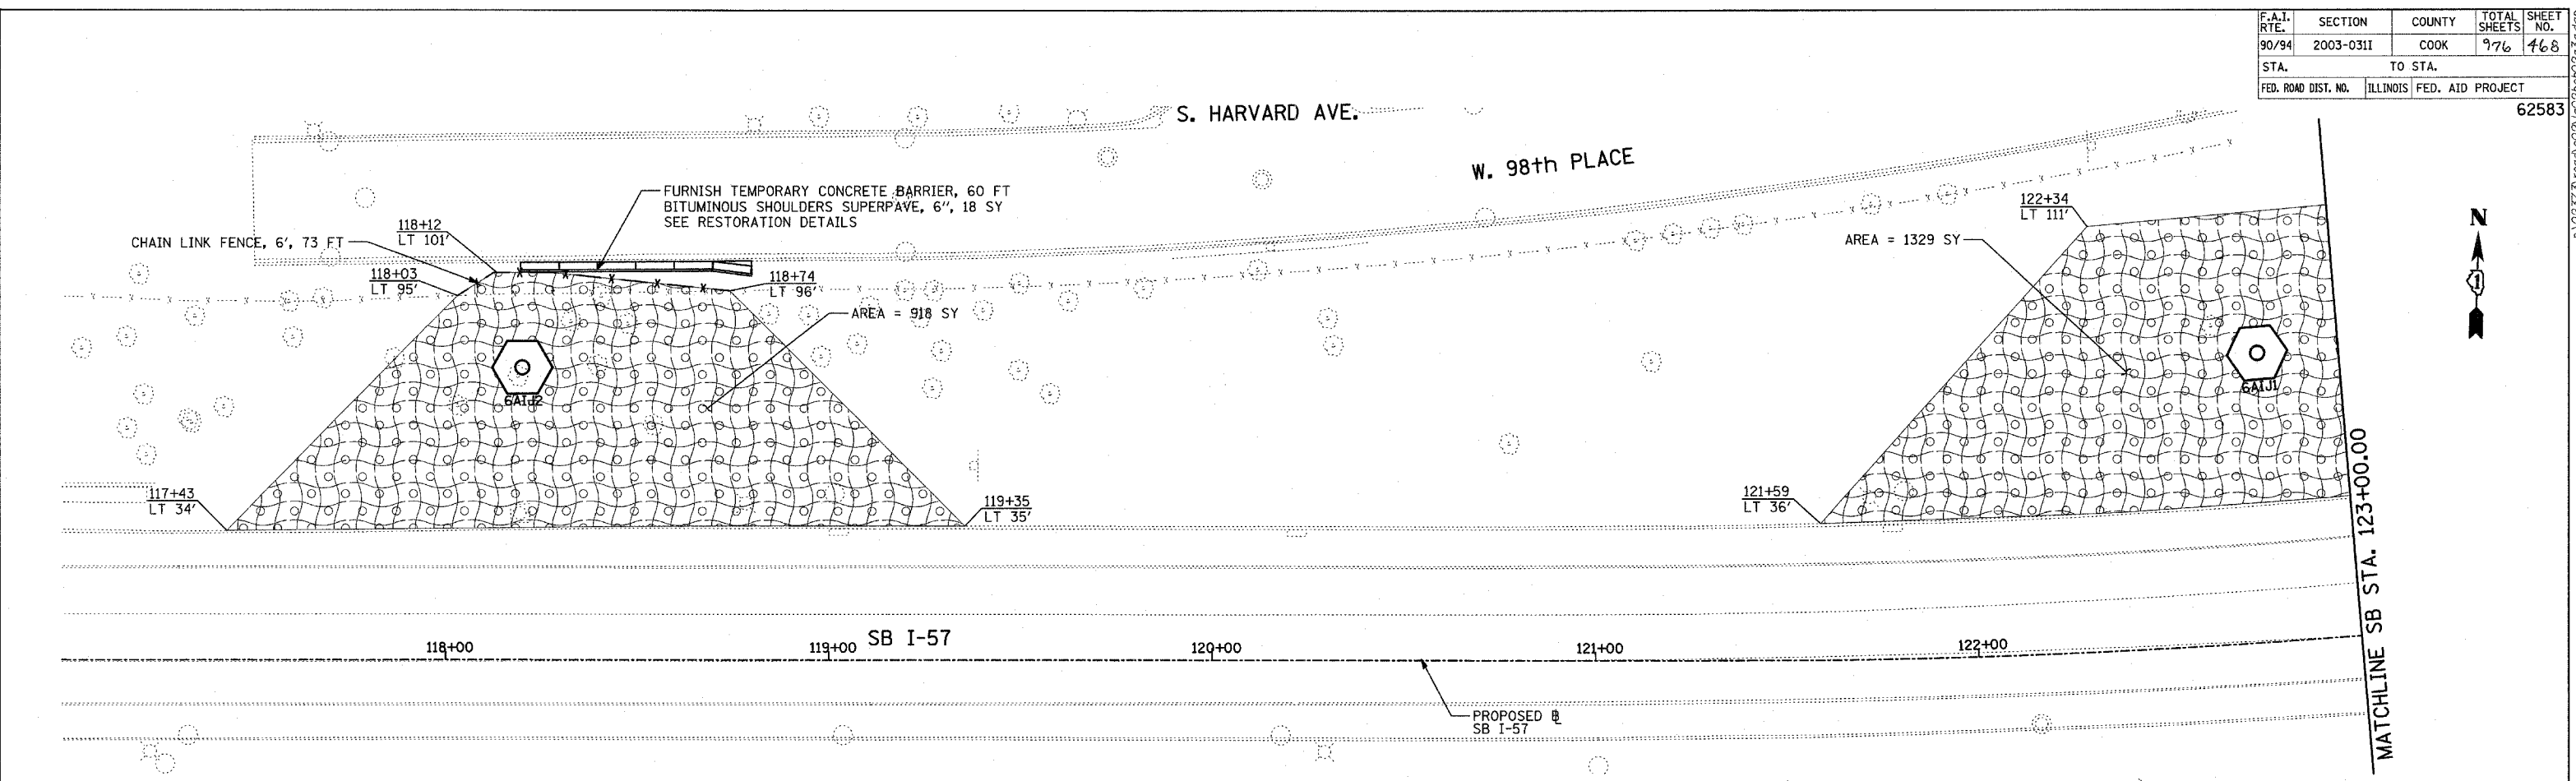 F.A.I. RTE. SECTION COUNTY TOTAL SHEETS SHEET NO.
90/94 2003-031I COOK 976 468
STA. TO STA.
FED. ROAD DIST. NO. ILLINOIS FED. AID PROJECT
62583
S. HARVARD AVE.
W. 98th PLACE
FURNISH TEMPORARY CONCRETE BARRIER, 60 FT
BITUMINOUS SHOULDERS SUPERPAVE, 6", 18 SY
SEE RESTORATION DETAILS
CHAIN LINK FENCE, 6', 73 FT
118+12
LT 101'
118+03
LT 95'
118+74
LT 96'
AREA = 918 SY
122+34
LT 111'
AREA = 1329 SY
N
1
6AIJ2
6AIJ1
117+43
LT 34'
119+35
LT 35'
121+59
LT 36'
118+00
119+00
SB I-57
120+00
121+00
122+00
PROPOSED ℄
SB I-57
MATCHLINE SB STA. 123+00.00